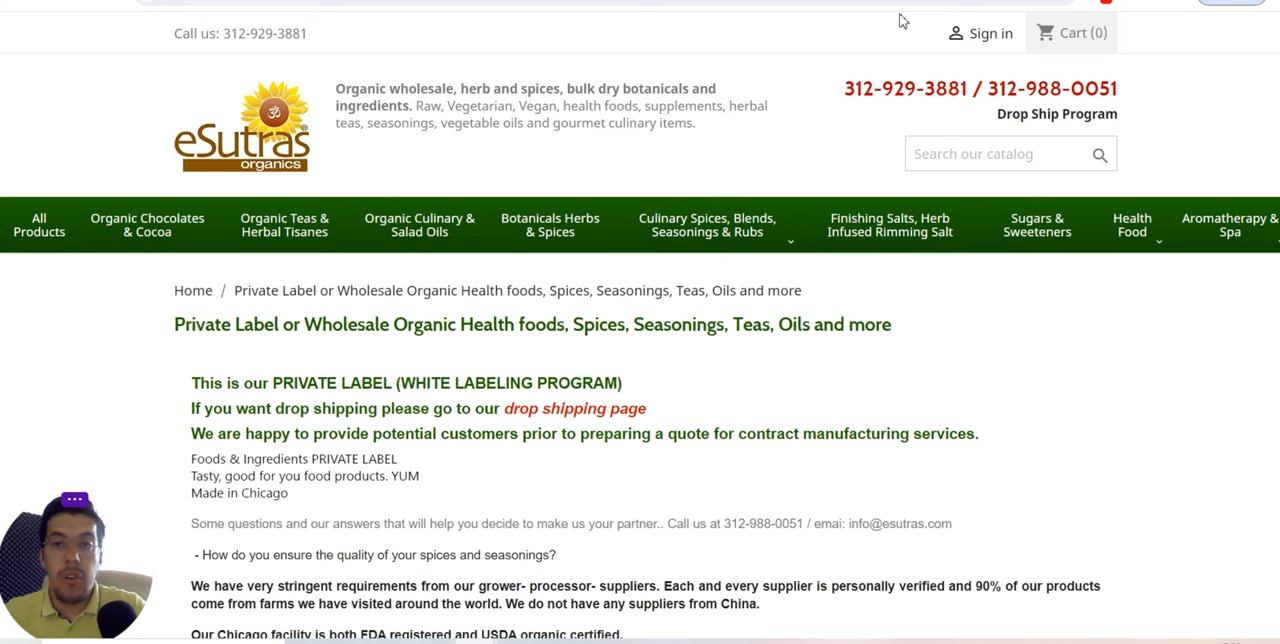 Call us: 312-929-3881
Sign in
Cart (0)
eSutras®
organics
Organic wholesale, herb and spices, bulk dry botanicals and
ingredients. Raw, Vegetarian, Vegan, health foods, supplements, herbal
teas, seasonings, vegetable oils and gourmet culinary items.
312-929-3881 / 312-988-0051
Drop Ship Program
Search our catalog
All
Products
Organic Chocolates
& Cocoa
Organic Teas &
Herbal Tisanes
Organic Culinary &
Salad Oils
Botanicals Herbs
& Spices
Culinary Spices, Blends,
Seasonings & Rubs
Finishing Salts, Herb
Infused Rimming Salt
Sugars &
Sweeteners
Health
Food
Aromatherapy &
Spa
Home / Private Label or Wholesale Organic Health foods, Spices, Seasonings, Teas, Oils and more
Private Label or Wholesale Organic Health foods, Spices, Seasonings, Teas, Oils and more
This is our PRIVATE LABEL (WHITE LABELING PROGRAM)
If you want drop shipping please go to our drop shipping page
We are happy to provide potential customers prior to preparing a quote for contract manufacturing services.
Foods & Ingredients PRIVATE LABEL
Tasty, good for you food products. YUM
Made in Chicago
Some questions and our answers that will help you decide to make us your partner.. Call us at 312-988-0051 / emai: info@esutras.com
- How do you ensure the quality of your spices and seasonings?
We have very stringent requirements from our grower- processor- suppliers. Each and every supplier is personally verified and 90% of our products
come from farms we have visited around the world. We do not have any suppliers from China.
Our Chicago facility is both FDA registered and USDA organic certified.